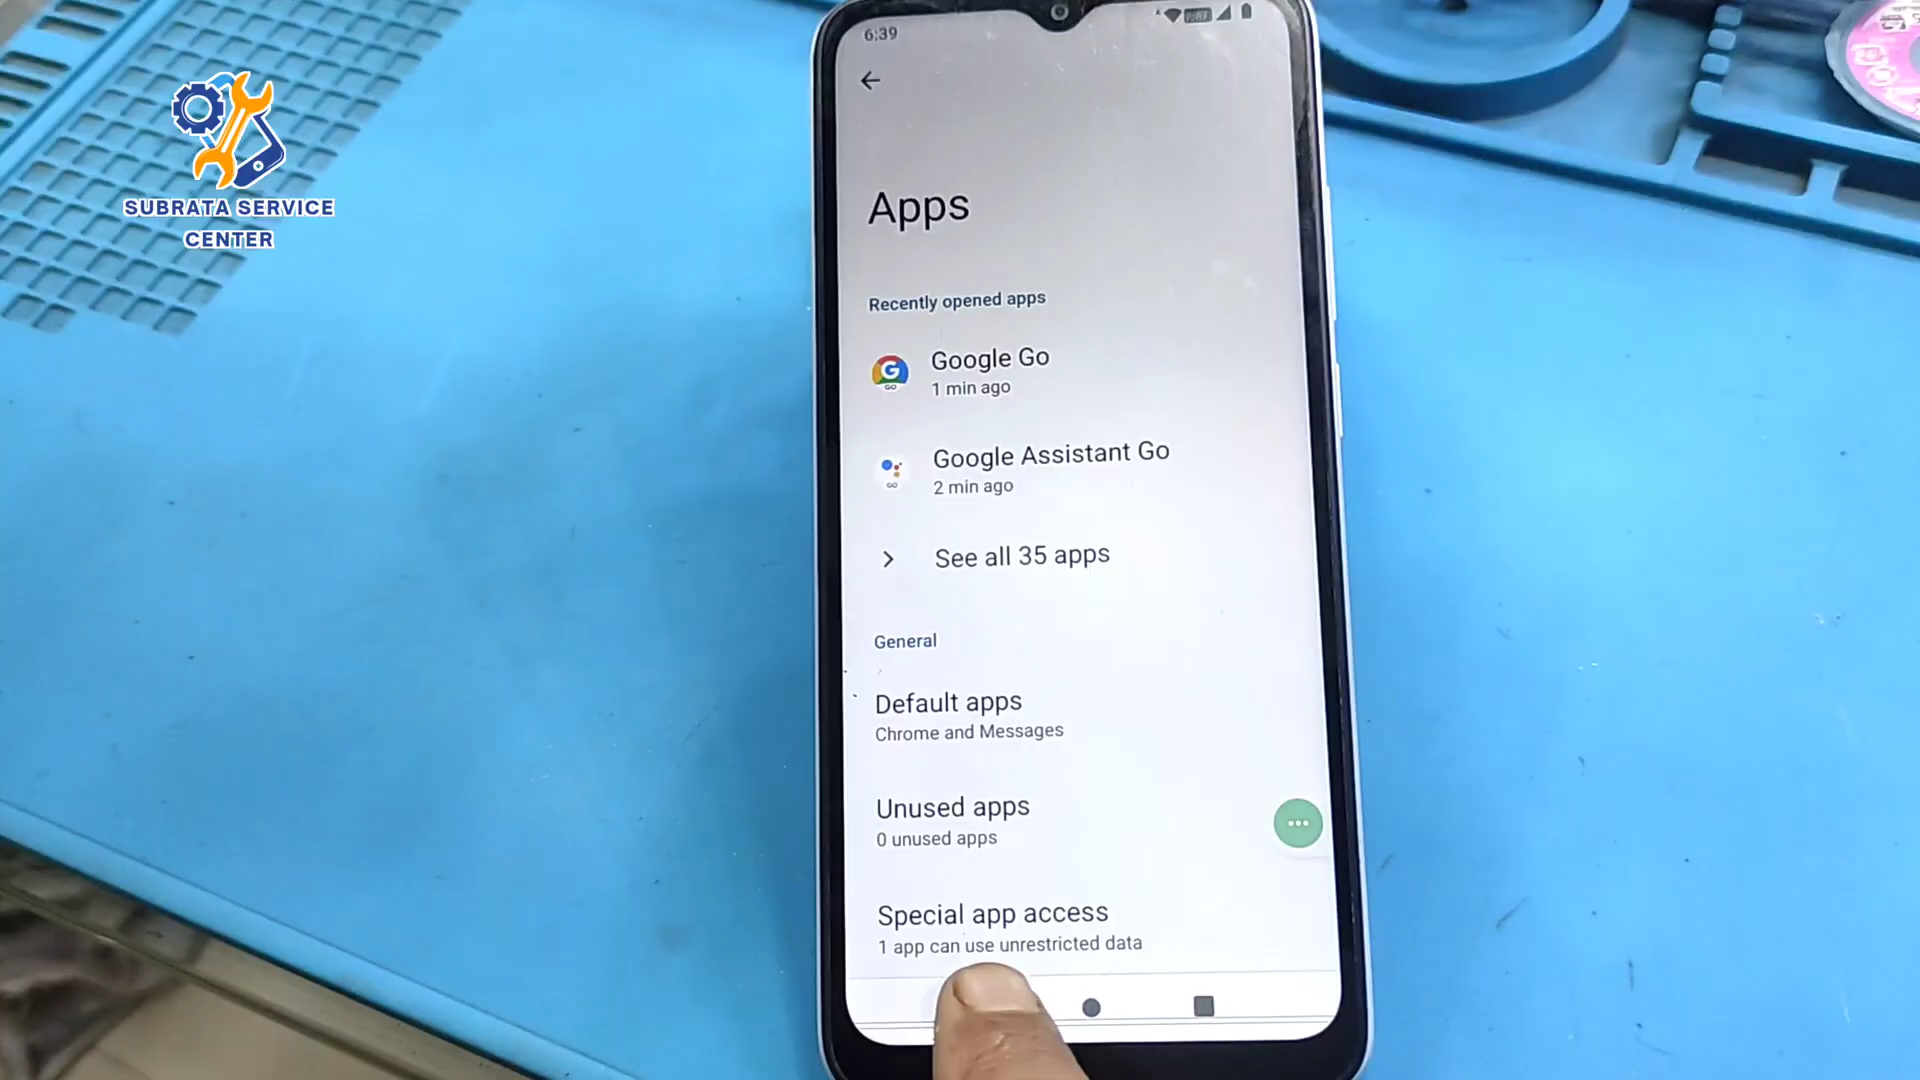 SUBRATA SERVICE
CENTER
6:39
Apps
Recently opened apps
Google Go
1 min ago
Google Assistant Go
2 min ago
See all 35 apps
General
Default apps
Chrome and Messages
Unused apps
0 unused apps
Special app access
1 app can use unrestricted data